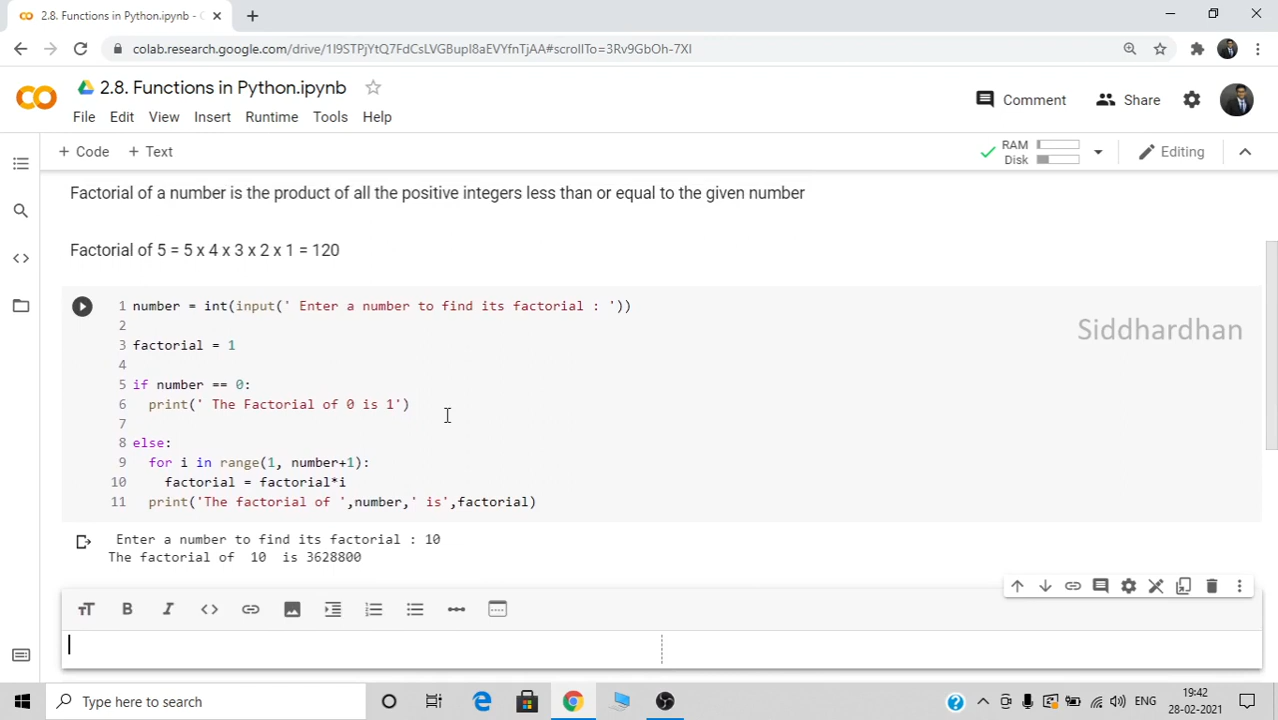 2.8. Functions in Python.ipynb - C
colab.research.google.com/drive/1I9STPjYtQ7FdCsLVGBupI8aEVYfnTjAA#scrollTo=3Rv9GbOh-7XI
2.8. Functions in Python.ipynb
Comment
Share
File Edit View Insert Runtime Tools Help
+ Code + Text
RAM
Disk
Editing
Factorial of a number is the product of all the positive integers less than or equal to the given number
Factorial of 5 = 5 x 4 x 3 x 2 x 1 = 120
1 number = int(input(' Enter a number to find its factorial : '))
2
3 factorial = 1
4
5 if number == 0:
6 print(' The Factorial of 0 is 1')
7
8 else:
9 for i in range(1, number+1):
10 factorial = factorial*i
11 print('The factorial of ',number,' is',factorial)
Siddhardhan
Enter a number to find its factorial : 10
The factorial of  10  is 3628800
Type here to search
ENG
19:42
28-02-2021